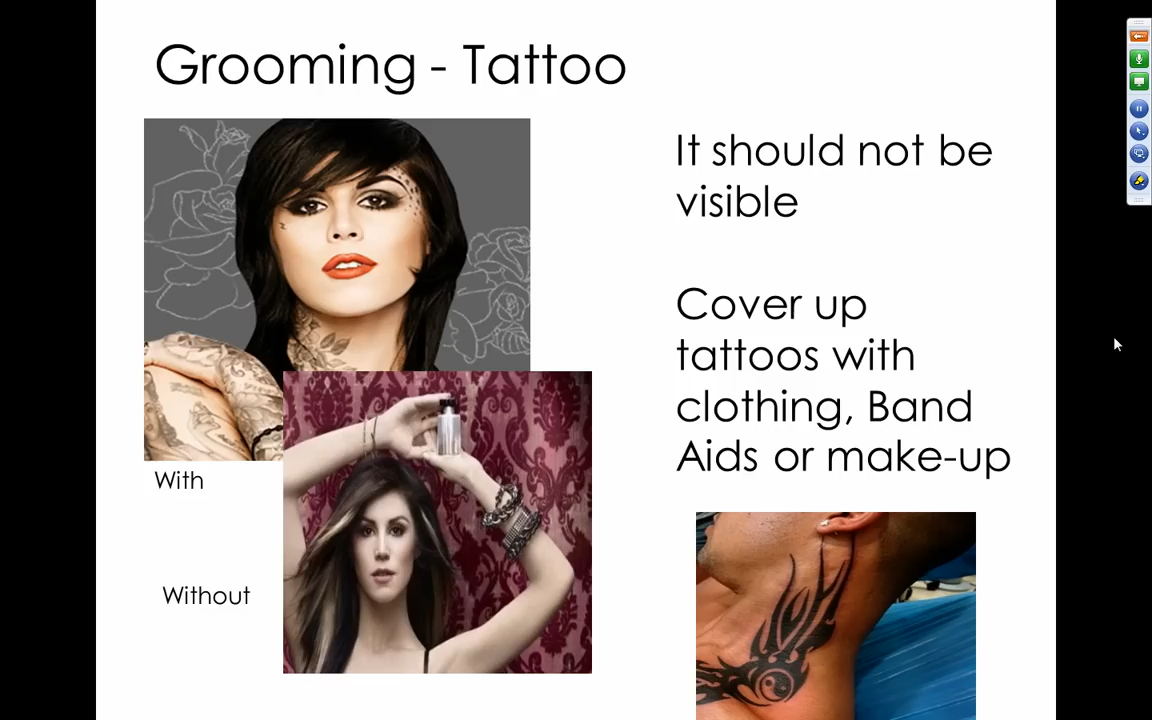 Grooming - Tattoo
It should not be
visible
Cover up
tattoos with
clothing, Band
Aids or make-up
With
Without